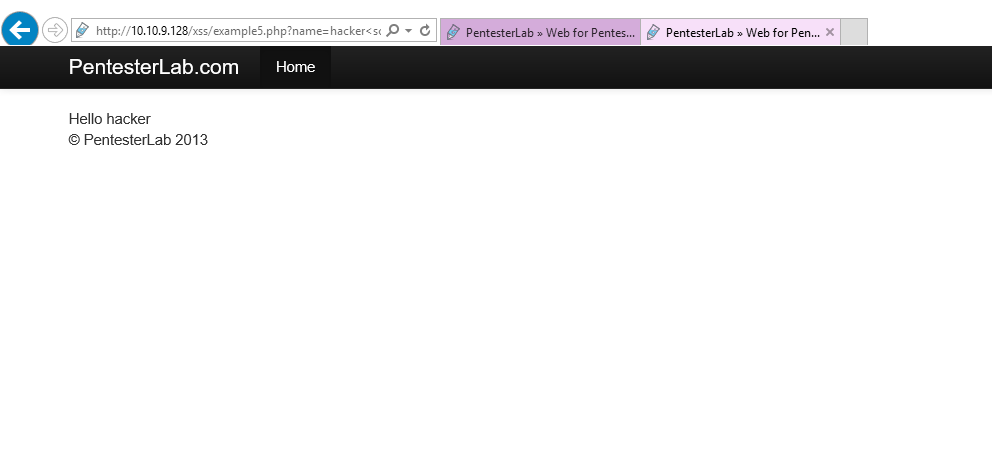 http://10.10.9.128/xss/example5.php?name=hacker<sc
PentesterLab » Web for Pentes...
PentesterLab » Web for Pen...
PentesterLab.com
Home
Hello hacker
© PentesterLab 2013